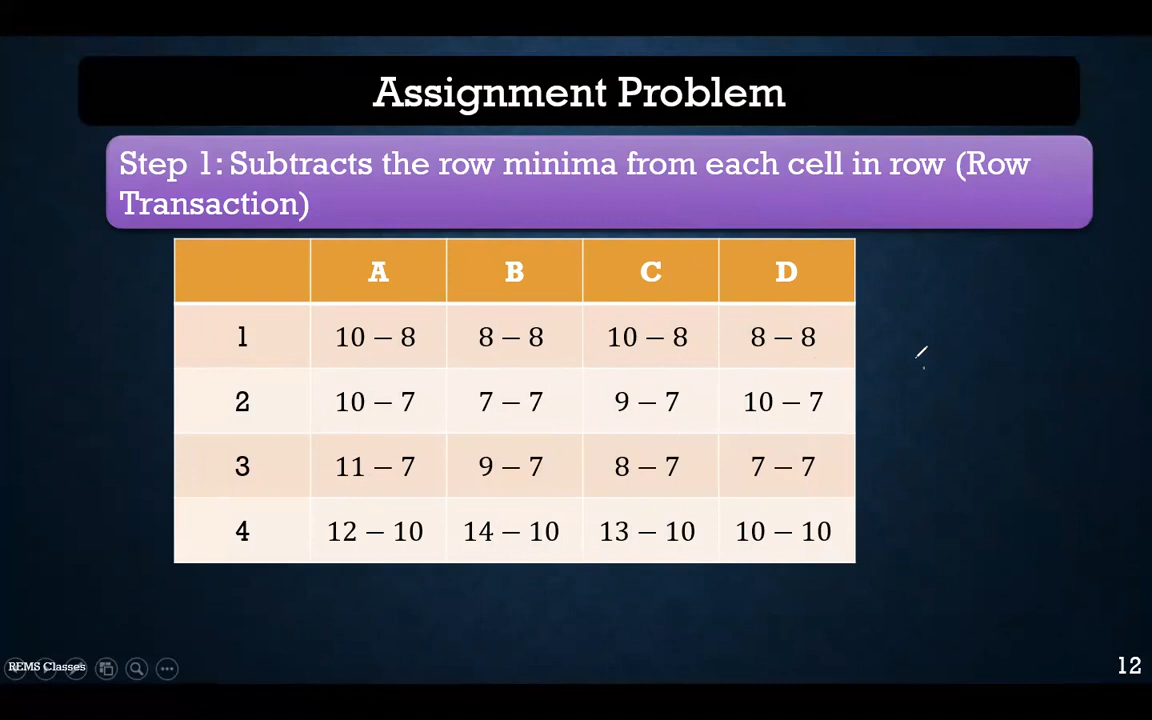 Assignment Problem
Step 1: Subtracts the row minima from each cell in row (Row
Transaction)
A B C D
1 10 − 8 8 − 8 10 − 8 8 − 8
2 10 − 7 7 − 7 9 − 7 10 − 7
3 11 − 7 9 − 7 8 − 7 7 − 7
4 12 − 10 14 − 10 13 − 10 10 − 10
REMS Classes
12